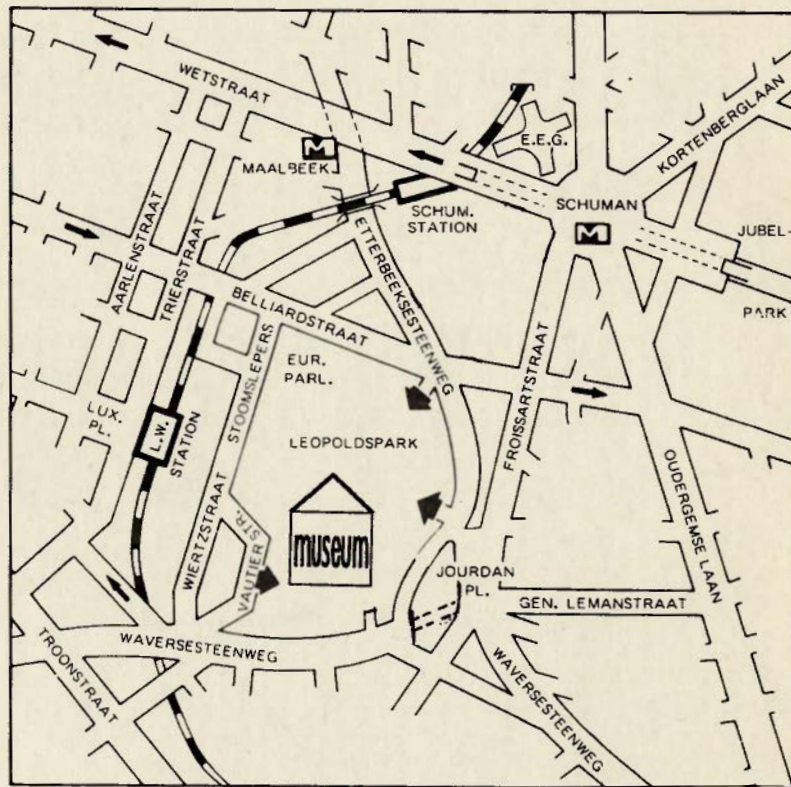 WETSTRAAT
E.E.G.
KORTENBERGLAAN
M
MAALBEEK
SCHUM.
STATION
SCHUMAN
M
JUBEL-
PARK
AARLENSTRAAT
TRIERSTRAAT
ETTERBEEKSESTEENWEG
BELLIARDSTRAAT
STOOMSLEPERS
EUR.
PARL.
FROISSARTSTRAAT
LUX.
PL.
L.W.
STATION
LEOPOLDSPARK
OUDERGEMSE LAAN
WIERTZSTRAAT
VAUTIER STR.
museum
JOURDAN
PL.
GEN. LEMANSTRAAT
TROONSTRAAT
WAVERSESTEENWEG
WAVERSESTEENWEG